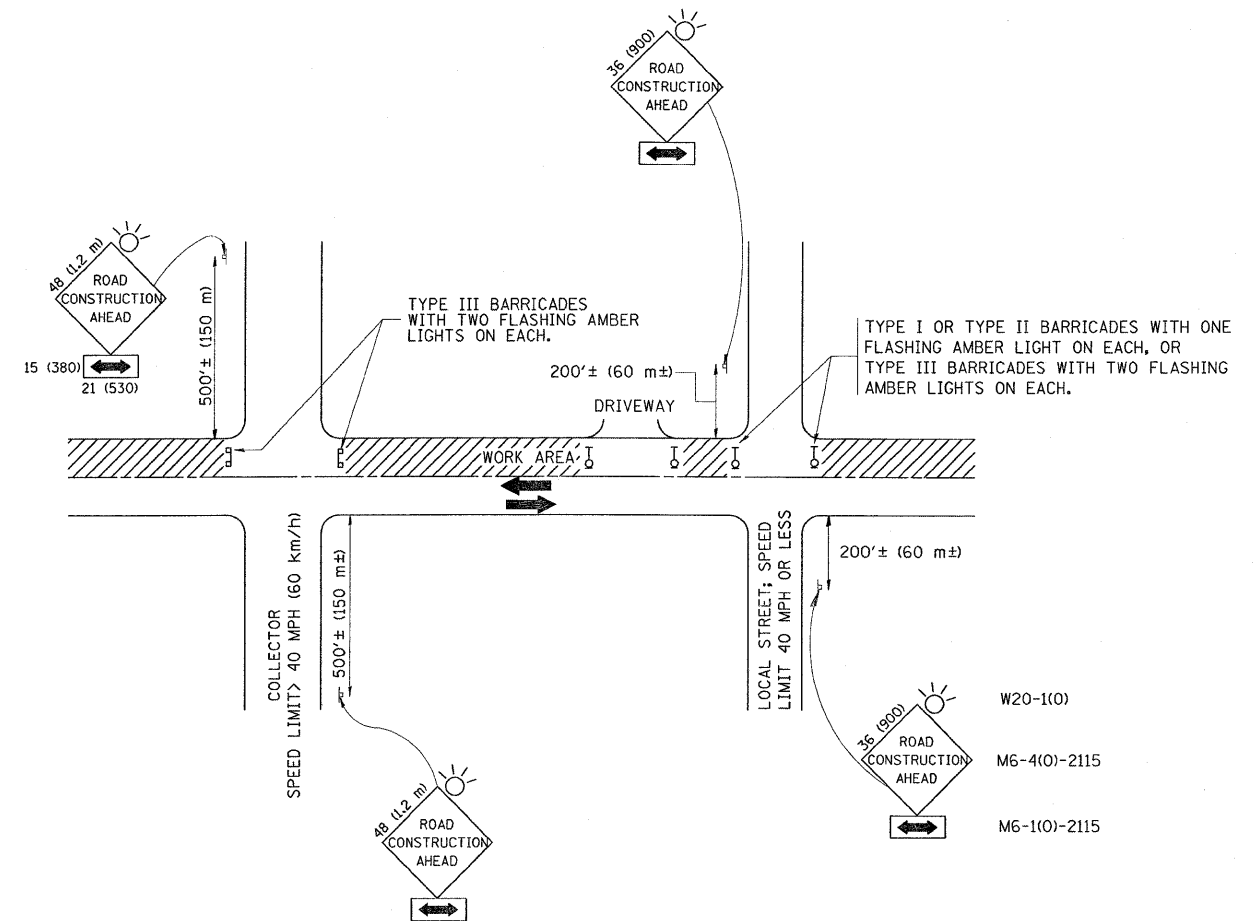 36 (900)
ROAD
CONSTRUCTION
AHEAD
48 (1.2 m)
ROAD
CONSTRUCTION
AHEAD
15 (380)
21 (530)
500'± (150 m)
TYPE III BARRICADES
WITH TWO FLASHING AMBER
LIGHTS ON EACH.
200'± (60 m±)
DRIVEWAY
TYPE I OR TYPE II BARRICADES WITH ONE
FLASHING AMBER LIGHT ON EACH, OR
TYPE III BARRICADES WITH TWO FLASHING
AMBER LIGHTS ON EACH.
WORK AREA
COLLECTOR
SPEED LIMIT> 40 MPH (60 km/h)
500'± (150 m±)
LOCAL STREET; SPEED
LIMIT 40 MPH OR LESS
200'± (60 m±)
48 (1.2 m)
ROAD
CONSTRUCTION
AHEAD
36 (900)
ROAD
CONSTRUCTION
AHEAD
W20-1(O)
M6-4(O)-2115
M6-1(O)-2115